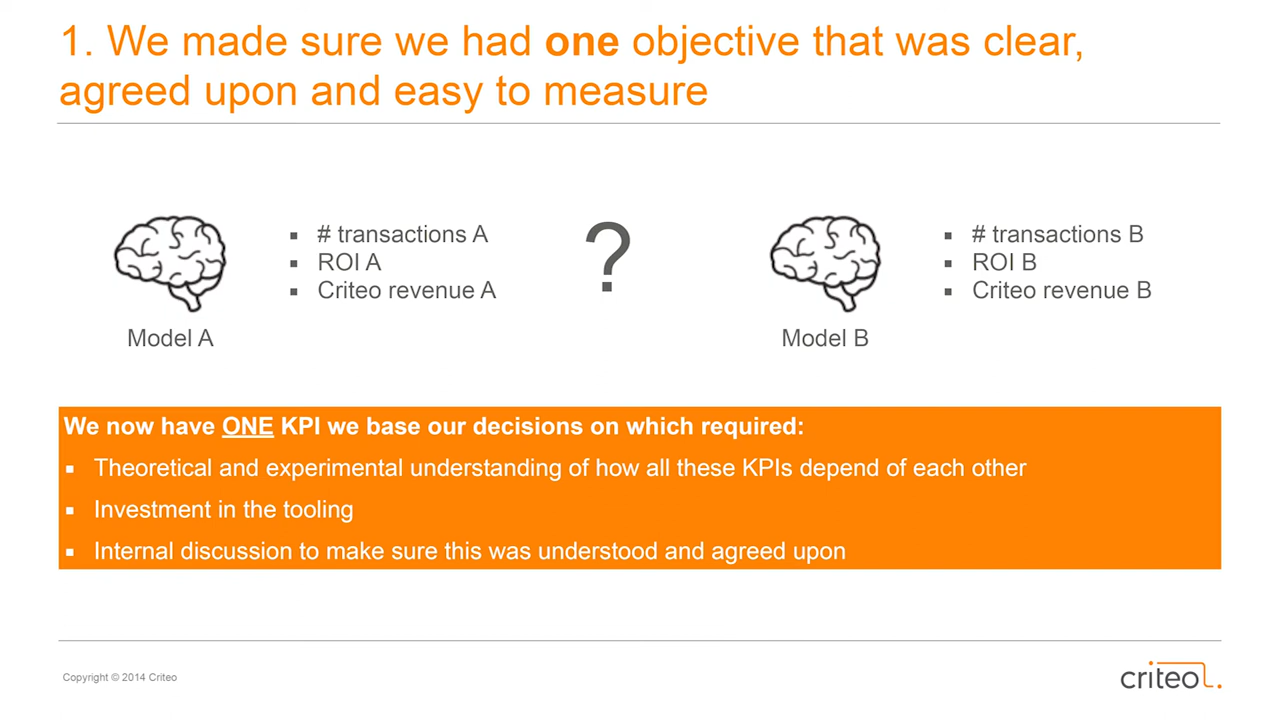 1. We made sure we had one objective that was clear,
agreed upon and easy to measure
▪ # transactions A
▪ ROI A
▪ Criteo revenue A
Model A
?
▪ # transactions B
▪ ROI B
▪ Criteo revenue B
Model B
We now have ONE KPI we base our decisions on which required:
▪ Theoretical and experimental understanding of how all these KPIs depend of each other
▪ Investment in the tooling
▪ Internal discussion to make sure this was understood and agreed upon
Copyright © 2014 Criteo
criteo